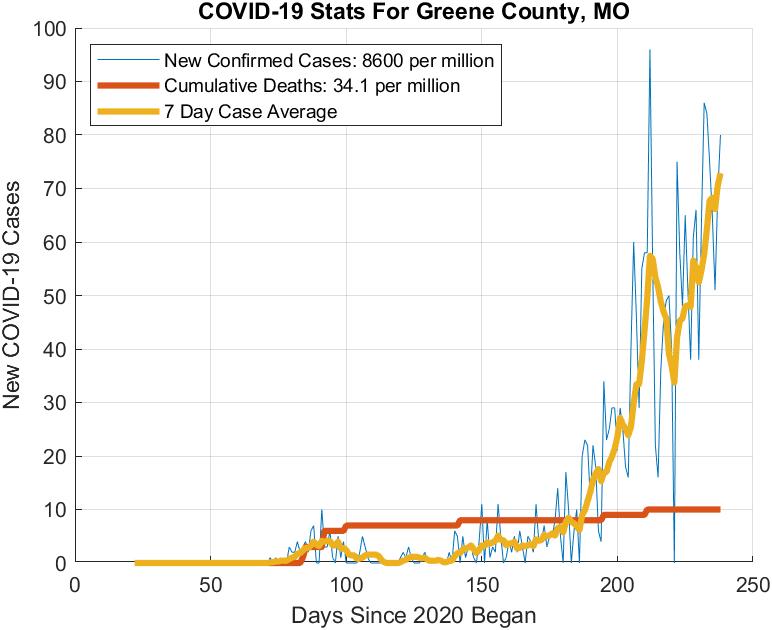 COVID-19 Stats For Greene County, MO
New Confirmed Cases: 8600 per million
Cumulative Deaths: 34.1 per million
7 Day Case Average
New COVID-19 Cases
100
90
80
70
60
50
40
30
20
10
0
0 50 100 150 200 250
Days Since 2020 Began